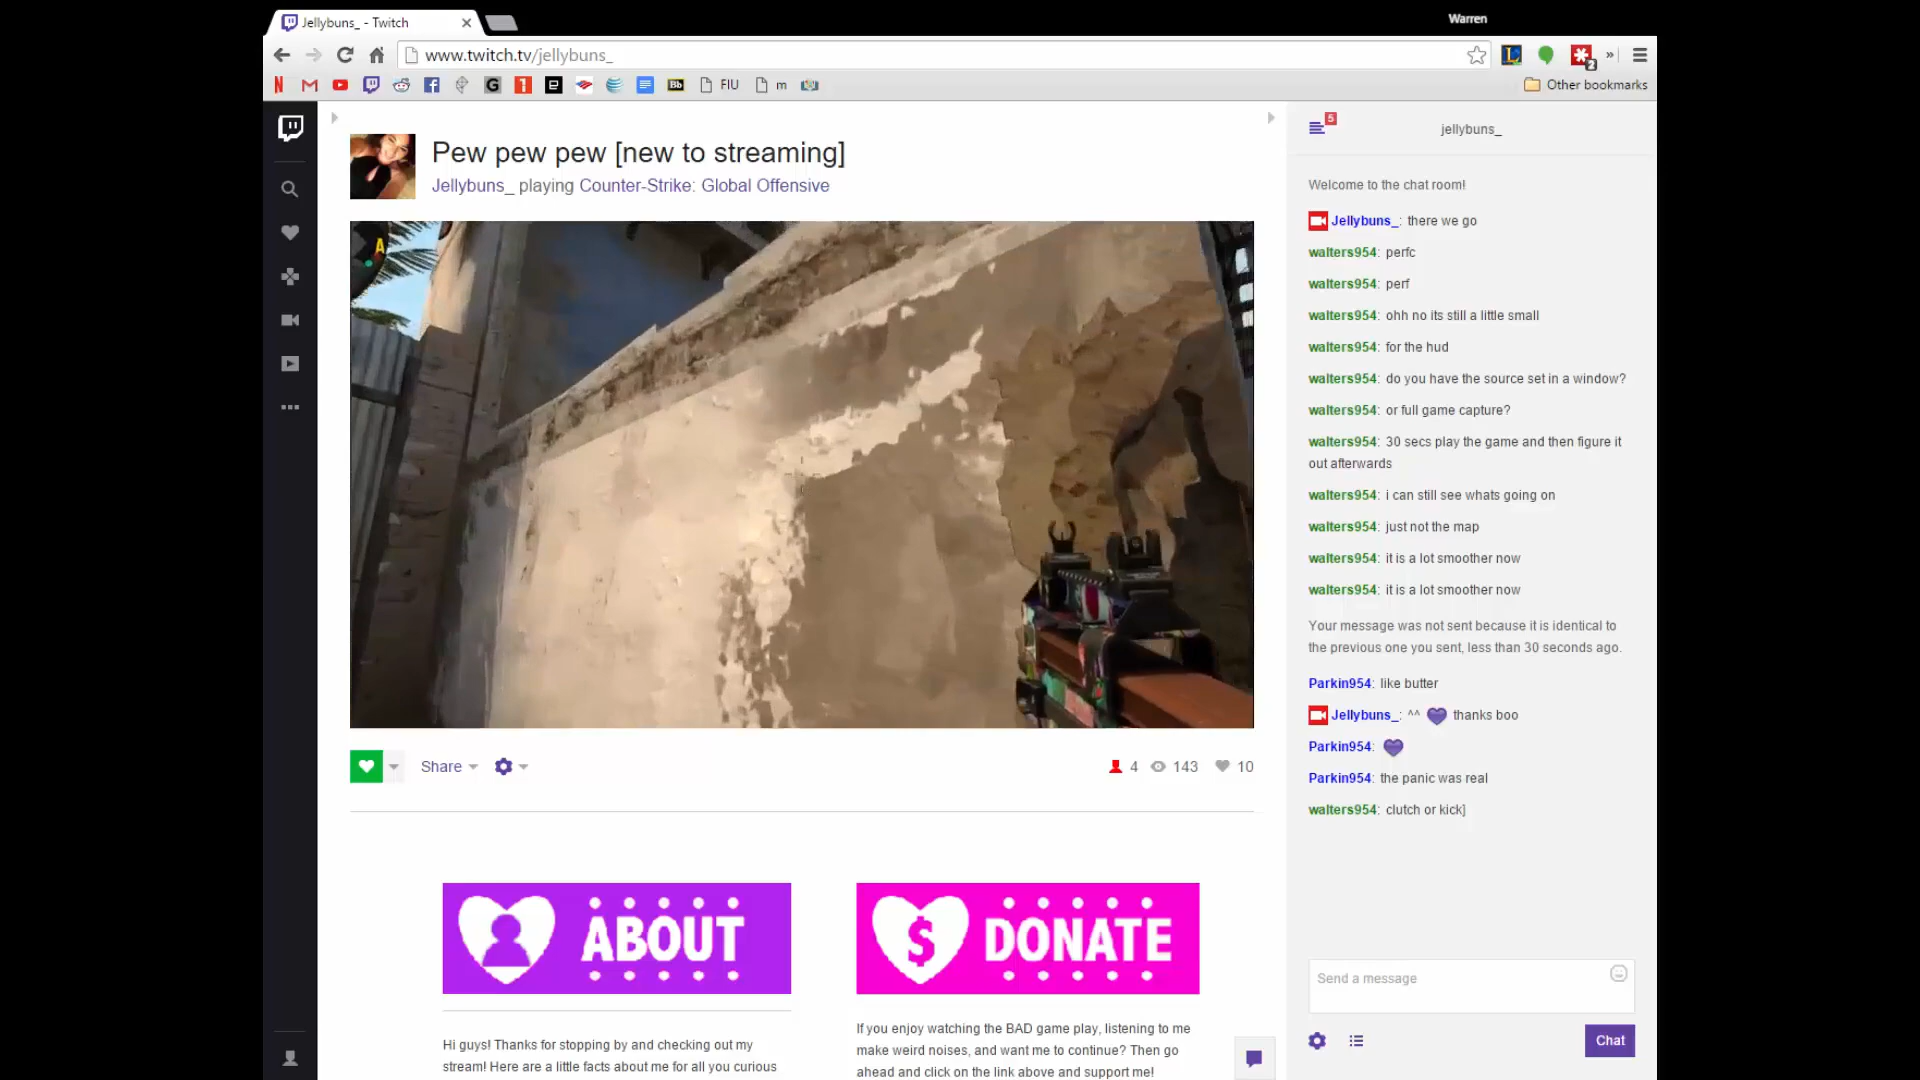 Warren
Jellybuns_ - Twitch
www.twitch.tv/jellybuns_
FIU
m
Other bookmarks
Pew pew pew [new to streaming]
Jellybuns_ playing Counter-Strike: Global Offensive
A
Share
4
143
10
ABOUT
DONATE
Hi guys! Thanks for stopping by and checking out my
stream! Here are a little facts about me for all you curious
If you enjoy watching the BAD game play, listening to me
make weird noises, and want me to continue? Then go
ahead and click on the link above and support me!
5
jellybuns_
Welcome to the chat room!
Jellybuns_: there we go
walters954: perfc
walters954: perf
walters954: ohh no its still a little small
walters954: for the hud
walters954: do you have the source set in a window?
walters954: or full game capture?
walters954: 30 secs play the game and then figure it
out afterwards
walters954: i can still see whats going on
walters954: just not the map
walters954: it is a lot smoother now
walters954: it is a lot smoother now
Your message was not sent because it is identical to
the previous one you sent, less than 30 seconds ago.
Parkin954: like butter
Jellybuns_: ^^ 💜 thanks boo
Parkin954: 💜
Parkin954: the panic was real
walters954: clutch or kick]
Send a message
Chat